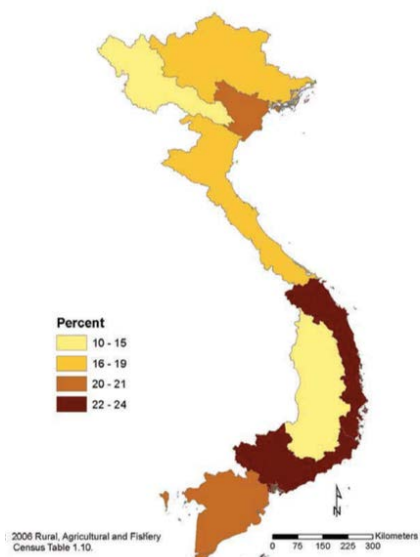 Percent
10 - 15
16 - 19
20 - 21
22 - 24
N
Kilometers
0 75 150 225 300
2006 Rural, Agricultural and Fishery
Census Table 1.10.